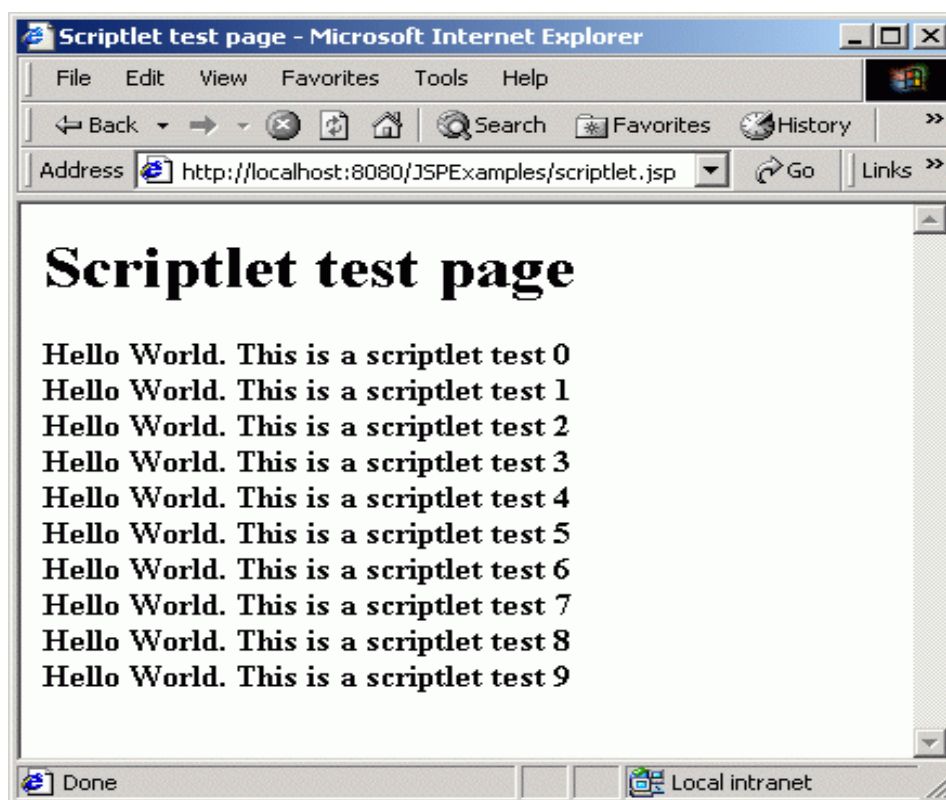 Scriptlet test page - Microsoft Internet Explorer
File Edit View Favorites Tools Help
Back Search Favorites History »
Address http://localhost:8080/JSPExamples/scriptlet.jsp Go Links »
Scriptlet test page
Hello World. This is a scriptlet test 0
Hello World. This is a scriptlet test 1
Hello World. This is a scriptlet test 2
Hello World. This is a scriptlet test 3
Hello World. This is a scriptlet test 4
Hello World. This is a scriptlet test 5
Hello World. This is a scriptlet test 6
Hello World. This is a scriptlet test 7
Hello World. This is a scriptlet test 8
Hello World. This is a scriptlet test 9
Done Local intranet